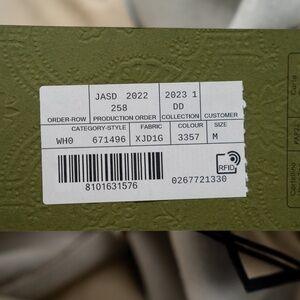 JASD 2022 2023 1
258 DD
ORDER-ROW PRODUCTION ORDER COLLECTION CUSTOMER
CATEGORY-STYLE FABRIC COLOUR SIZE
WH0 671496 XJD1G 3357 M
RFID
8101631576 0267721330